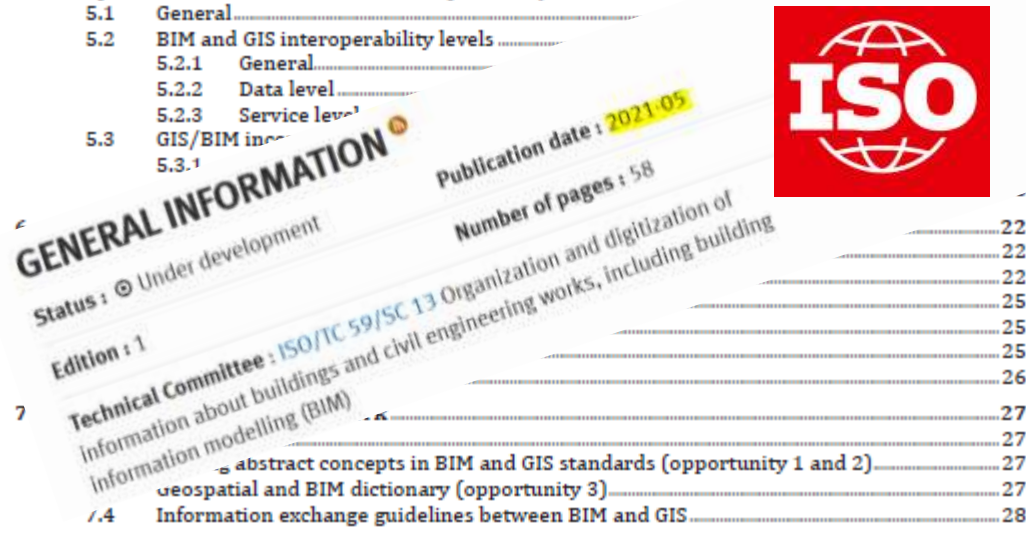 5.1 General
5.2 BIM and GIS interoperability levels
5.2.1 General
5.2.2 Data level
5.2.3 Service level
5.3 GIS/BIM
5.3.1
ISO
GENERAL INFORMATION
Publication date : 2021-05
Status : Under development
Number of pages : 58
Edition : 1
Technical Committee : ISO/TC 59/SC 13 Organization and digitization of
information about buildings and civil engineering works, including building
information modelling (BIM)
22
22
22
25
25
25
26
7 27
27
abstract concepts in BIM and GIS standards (opportunity 1 and 2) 27
Geospatial and BIM dictionary (opportunity 3) 27
7.4 Information exchange guidelines between BIM and GIS 28